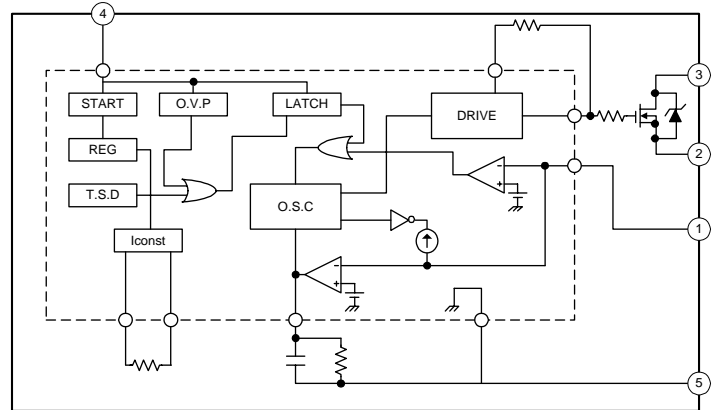 4
3
START
O.V.P
LATCH
DRIVE
REG
2
T.S.D
O.S.C
1
Iconst
5